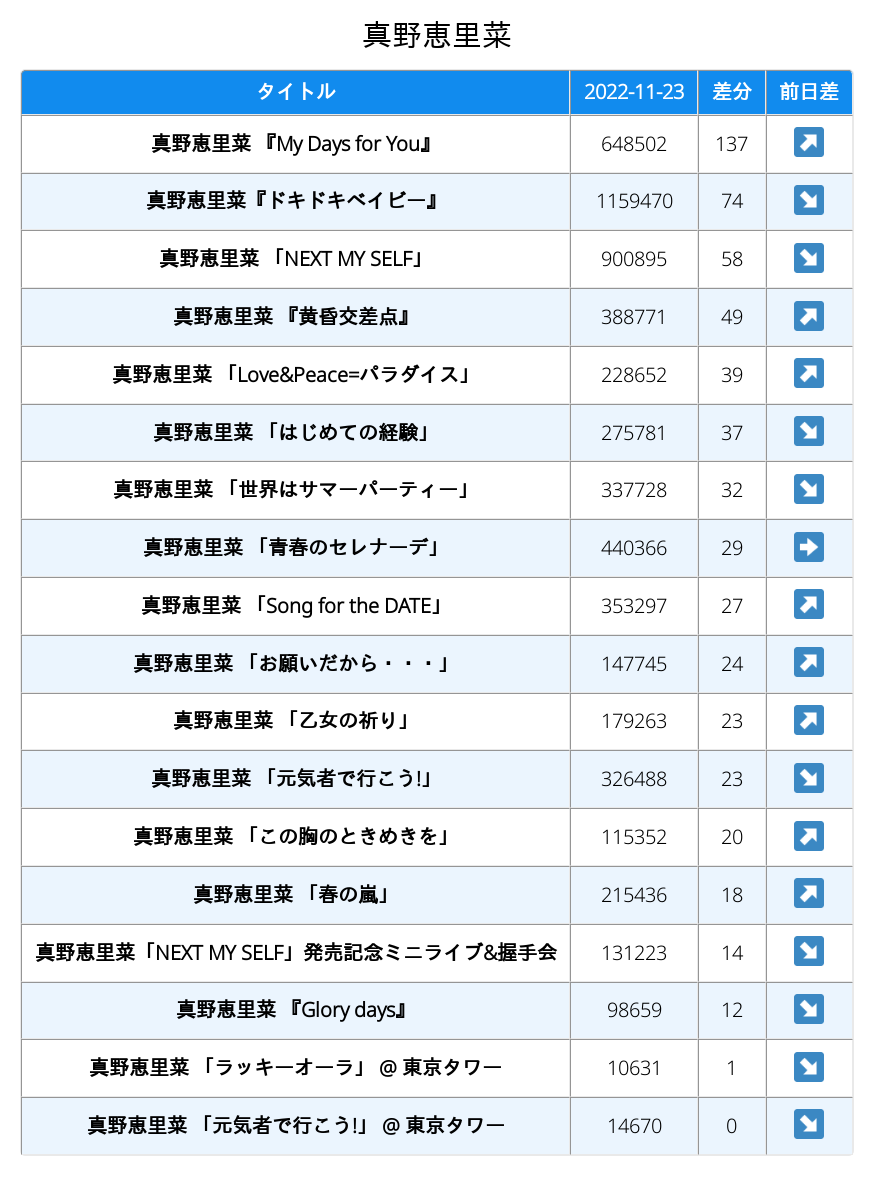 真野恵里菜
タイトル 2022-11-23 差分 前日差
真野恵里菜 『My Days for You』 648502 137 ↗
真野恵里菜『ドキドキベイビー』 1159470 74 ↘
真野恵里菜 「NEXT MY SELF」 900895 58 ↘
真野恵里菜 『黄昏交差点』 388771 49 ↗
真野恵里菜 「Love&Peace=パラダイス」 228652 39 ↗
真野恵里菜 「はじめての経験」 275781 37 ↘
真野恵里菜 「世界はサマーパーティー」 337728 32 ↘
真野恵里菜 「青春のセレナーデ」 440366 29 →
真野恵里菜 「Song for the DATE」 353297 27 ↗
真野恵里菜 「お願いだから・・・」 147745 24 ↗
真野恵里菜 「乙女の祈り」 179263 23 ↗
真野恵里菜 「元気者で行こう!」 326488 23 ↘
真野恵里菜 「この胸のときめきを」 115352 20 ↗
真野恵里菜 「春の嵐」 215436 18 ↗
真野恵里菜「NEXT MY SELF」発売記念ミニライブ&握手会 131223 14 ↘
真野恵里菜 『Glory days』 98659 12 ↘
真野恵里菜 「ラッキーオーラ」 @ 東京タワー 10631 1 ↘
真野恵里菜 「元気者で行こう!」 @ 東京タワー 14670 0 ↘